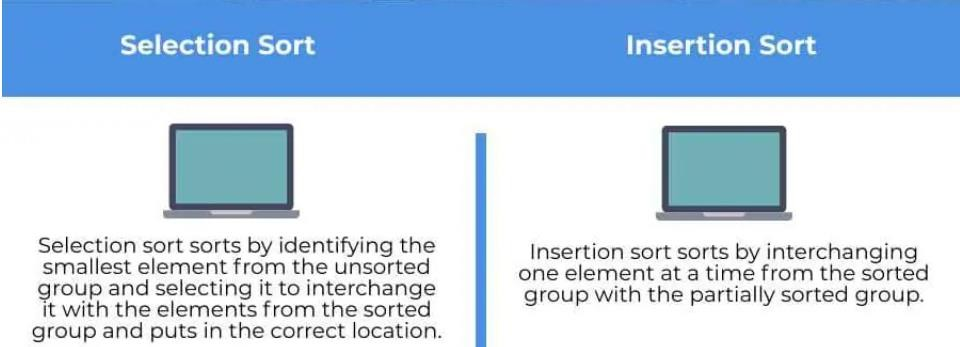 Selection Sort
Insertion Sort
Selection sort sorts by identifying the
smallest element from the unsorted
group and selecting it to interchange
it with the elements from the sorted
group and puts in the correct location.
Insertion sort sorts by interchanging
one element at a time from the sorted
group with the partially sorted group.